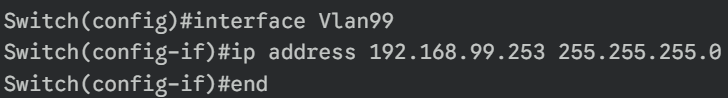 Switch(config)#interface Vlan99
Switch(config-if)#ip address 192.168.99.253 255.255.255.0
Switch(config-if)#end